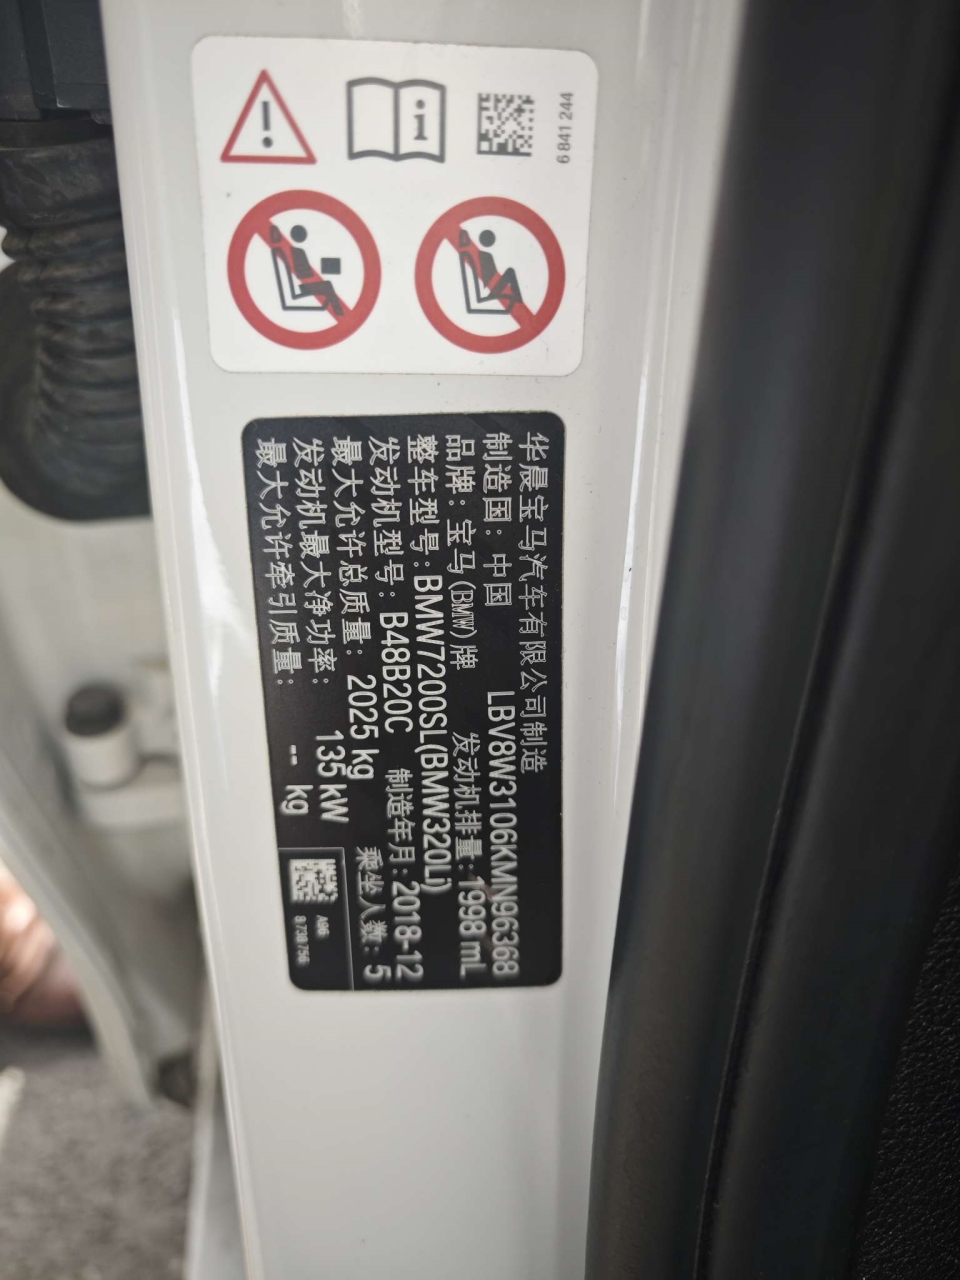 6 841 244
华晨宝马汽车有限公司制造
制造国: 中国 LBV8W3106KMN96368
品牌: 宝马(BMW)牌 发动机排量: 1998 mL
整车型号: BMW7200SL(BMW320Li)
发动机型号: B48B20C 制造年月: 2018-12
最大允许总质量: 2025 kg 乘坐人数: 5
发动机最大净功率: 135 kW
最大允许牵引质量: -- kg